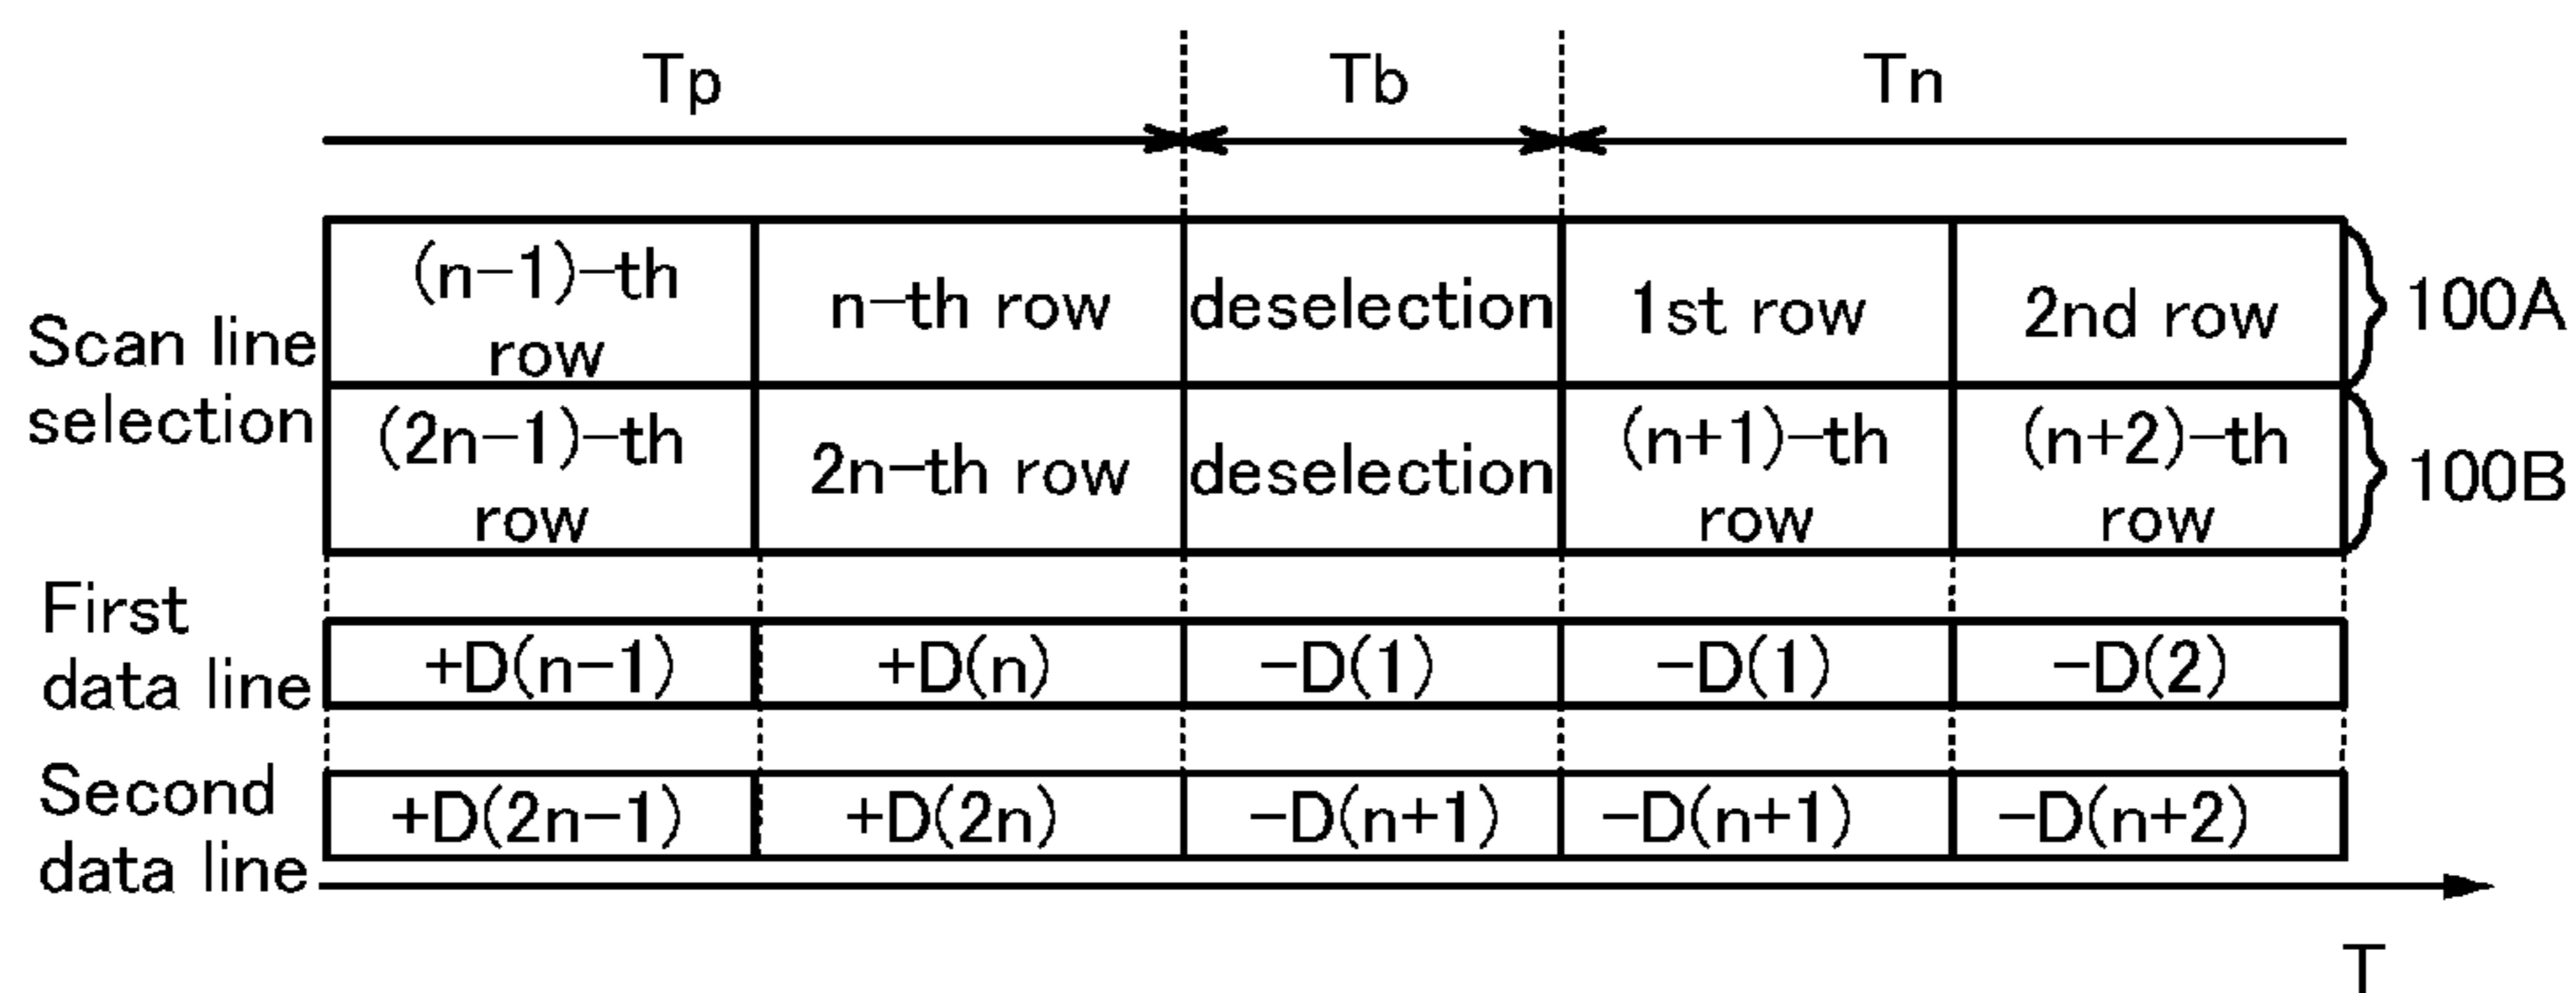 Tp Tb Tn
Scan line
selection
(n-1)-th
row
n-th row
deselection
1st row
2nd row
100A
(2n-1)-th
row
2n-th row
deselection
(n+1)-th
row
(n+2)-th
row
100B
First
data line
+D(n-1) +D(n) -D(1) -D(1) -D(2)
Second
data line
+D(2n-1) +D(2n) -D(n+1) -D(n+1) -D(n+2)
T